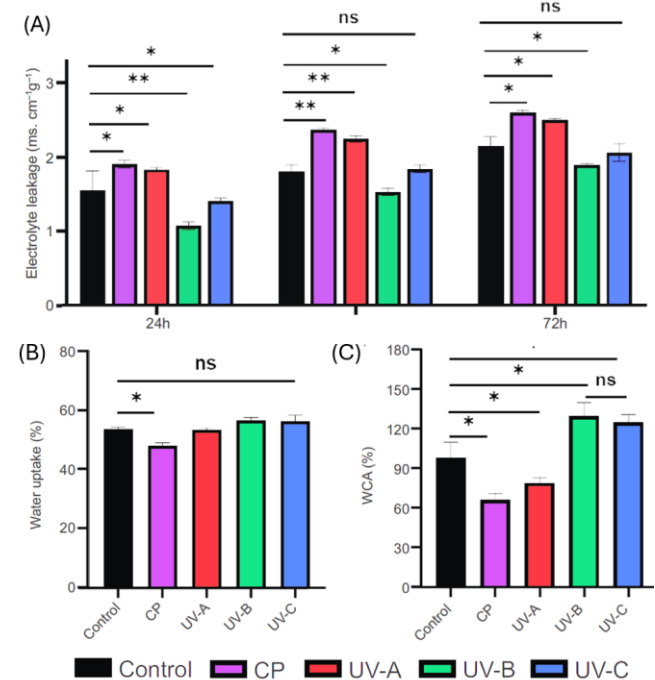 (A)
ns
ns
*
**
*
*
*
**
**
*
*
*
Electrolyte leakage (ms. cm⁻¹g⁻¹)
3
2
1
0
24h
72h
(B)
(C)
80
60
40
20
0
Water uptake (%)
ns
*
Control
CP
UV-A
UV-B
UV-C
180
150
120
90
60
30
0
WCA (%)
*
ns
*
*
Control
CP
UV-A
UV-B
UV-C
Control CP UV-A UV-B UV-C